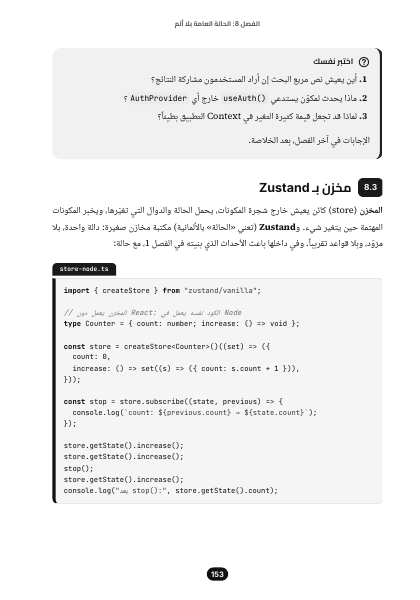 الفصل 8: الحالة العامة بلا ألم
اختبر نفسك
1. أين يعيش نص مربع البحث إن أراد المستخدمون مشاركة النتائج؟
2. ماذا يحدث لمكوّن يستدعي useAuth() خارج أي AuthProvider؟
3. لماذا قد تجعل قيمة كثيرة التغير في Context التطبيق بطيئاً؟
الإجابات في آخر الفصل، بعد الخلاصة.
8.3 مخزن بـ Zustand
المخزن (store) كائن يعيش خارج شجرة المكونات، يحمل الحالة والدوال التي تغيّرها، ويخبر المكونات
المهتمة حين يتغير شيء. وZustand (تعني «الحالة» بالألمانية) مكتبة مخازن صغيرة: دالة واحدة، بلا
مزوّد، وبلا قواعد تقريباً. وفي داخلها باعث الأحداث الذي بنيته في الفصل 1، مع حالة:
store-node.ts
import { createStore } from "zustand/vanilla";
// المخزن يعمل دون React: الكود نفسه يعمل في Node
type Counter = { count: number; increase: () => void };
const store = createStore<Counter>()((set) => ({
count: 0,
increase: () => set((s) => ({ count: s.count + 1 })),
}));
const stop = store.subscribe((state, previous) => {
console.log(`count: ${previous.count} → ${state.count}`);
});
store.getState().increase();
store.getState().increase();
stop();
store.getState().increase();
console.log("بعد stop():", store.getState().count);
153